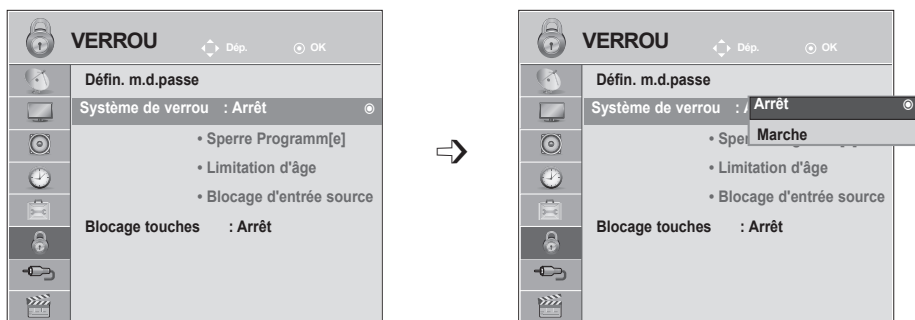 VERROU Dép. OK
Défin. m.d.passe
Système de verrou : Arrêt
• Sperre Programm[e]
• Limitation d'âge
• Blocage d'entrée source
Blocage touches : Arrêt
VERROU Dép. OK
Défin. m.d.passe
Système de verrou : Arrêt
Marche
• Limitation d'âge
• Blocage d'entrée source
Blocage touches : Arrêt